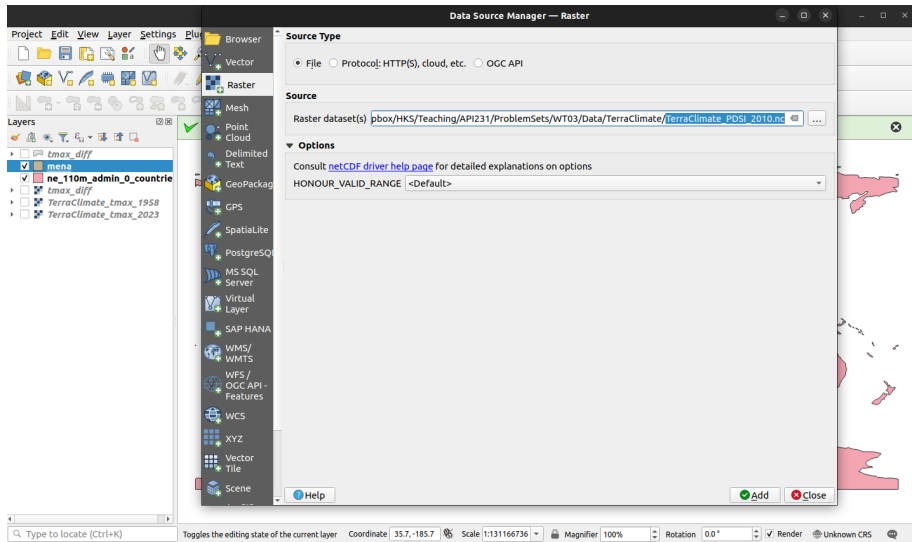 Data Source Manager — Raster
Project Edit View Layer Settings Plu
Browser
Vector
Raster
Mesh
Point
Cloud
Delimited
Text
GeoPackag
GPS
SpatiaLite
PostgreSQL
MS SQL
Server
Virtual
Layer
SAP HANA
WMS/
WMTS
WFS /
OGC API -
Features
WCS
XYZ
Vector
Tile
Scene
Source Type
File Protocol: HTTP(S), cloud, etc. OGC API
Source
Raster dataset(s) pbox/HKS/Teaching/API231/ProblemSets/WT03/Data/TerraClimate/TerraClimate_PDSI_2010.nc ...
Options
Consult netCDF driver help page for detailed explanations on options
HONOUR_VALID_RANGE <Default>
Help Add Close
Layers
tmax_diff
mena
ne_110m_admin_0_countrie
tmax_diff
TerraClimate_tmax_1958
TerraClimate_tmax_2023
Type to locate (Ctrl+K) Toggles the editing state of the current layer Coordinate 35.7,-185.7 Scale 1:131166736 Magnifier 100% Rotation 0.0° Render Unknown CRS